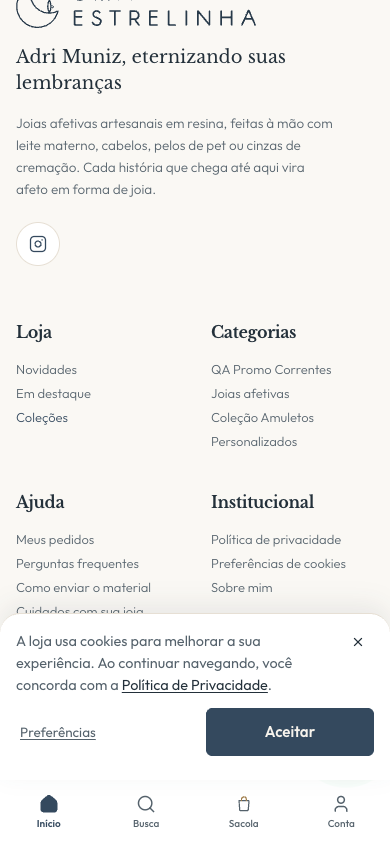 ESTRELINHA
Adri Muniz, eternizando suas
lembranças
Joias afetivas artesanais em resina, feitas à mão com
leite materno, cabelos, pelos de pet ou cinzas de
cremação. Cada história que chega até aqui vira
afeto em forma de joia.
Loja
Novidades
Em destaque
Coleções
Categorias
QA Promo Correntes
Joias afetivas
Coleção Amuletos
Personalizados
Ajuda
Meus pedidos
Perguntas frequentes
Como enviar o material
Cuidados com sua joia
Institucional
Política de privacidade
Preferências de cookies
Sobre mim
A loja usa cookies para melhorar a sua
experiência. Ao continuar navegando, você
concorda com a Política de Privacidade.
Preferências
Aceitar
Início
Busca
Sacola
Conta